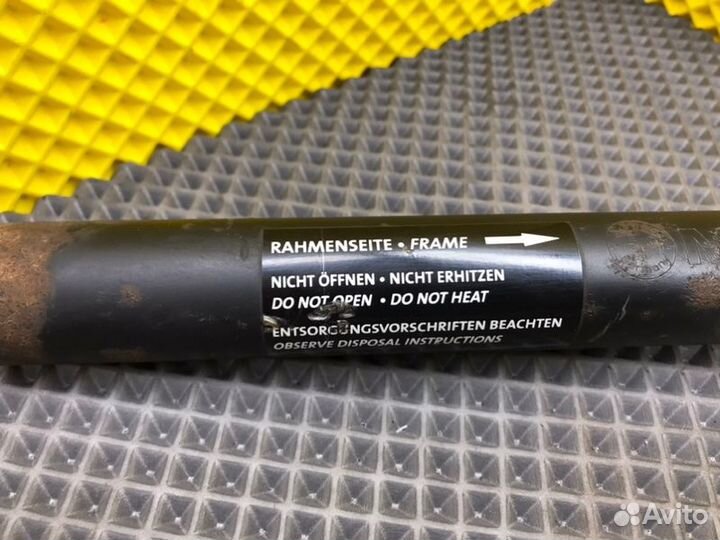 RAHMENSEITE • FRAME
NICHT ÖFFNEN • NICHT ERHITZEN
DO NOT OPEN • DO NOT HEAT
ENTSORGUNGSVORSCHRIFTEN BEACHTEN
OBSERVE DISPOSAL INSTRUCTIONS
Avito